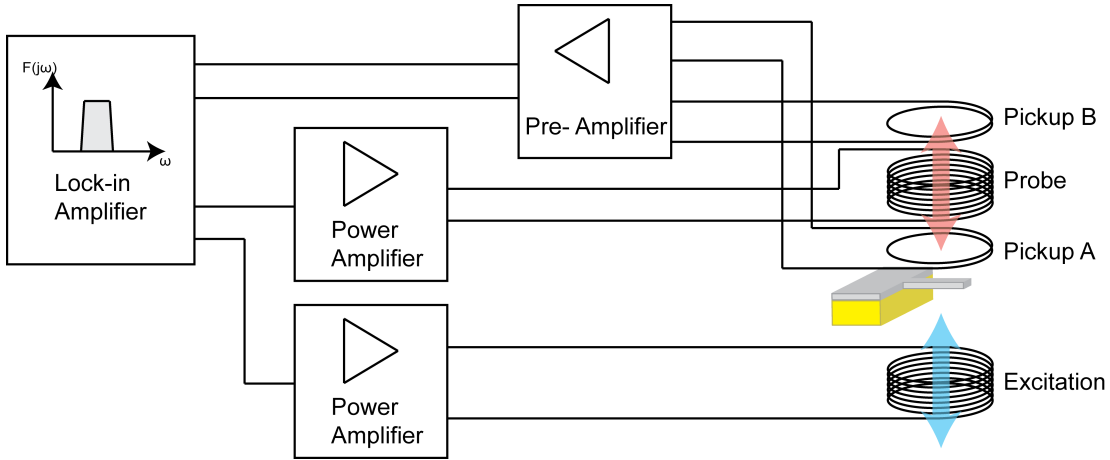 F(jω)
ω
Lock-in
Amplifier
Pre- Amplifier
Power
Amplifier
Power
Amplifier
Pickup B
Probe
Pickup A
Excitation